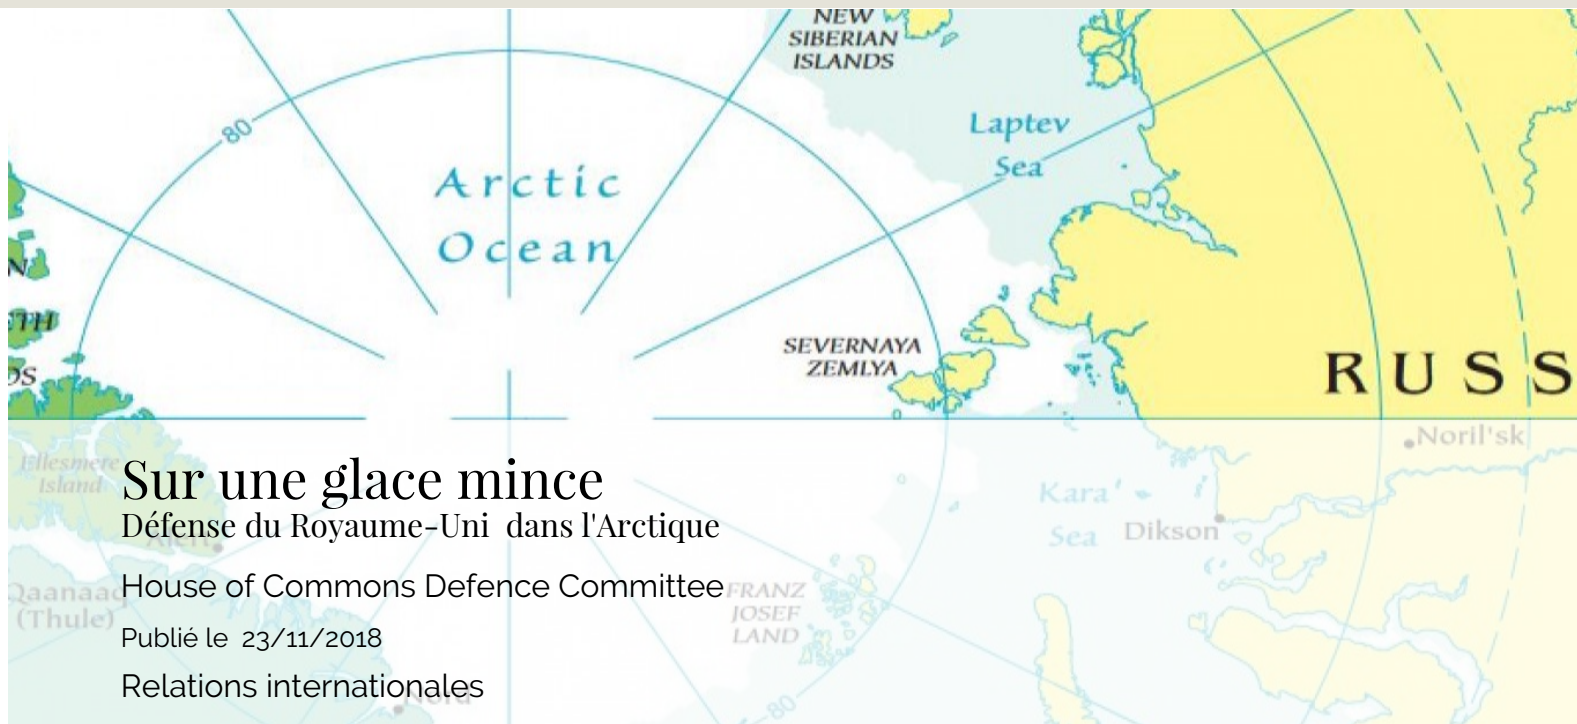 NEW
SIBERIAN
ISLANDS
80
Laptev
Sea
Arctic
Ocean
SEVERNAYA
ZEMLYA
RUSS
Noril'sk
Ellesmere
Island
Sur une glace mince
Kara
Sea
Dikson
Défense du Royaume-Uni dans l'Arctique
Qaanaaq
(Thule)
House of Commons Defence Committee
FRANZ
JOSEF
LAND
Publié le 23/11/2018
Relations internationales
Nord
80